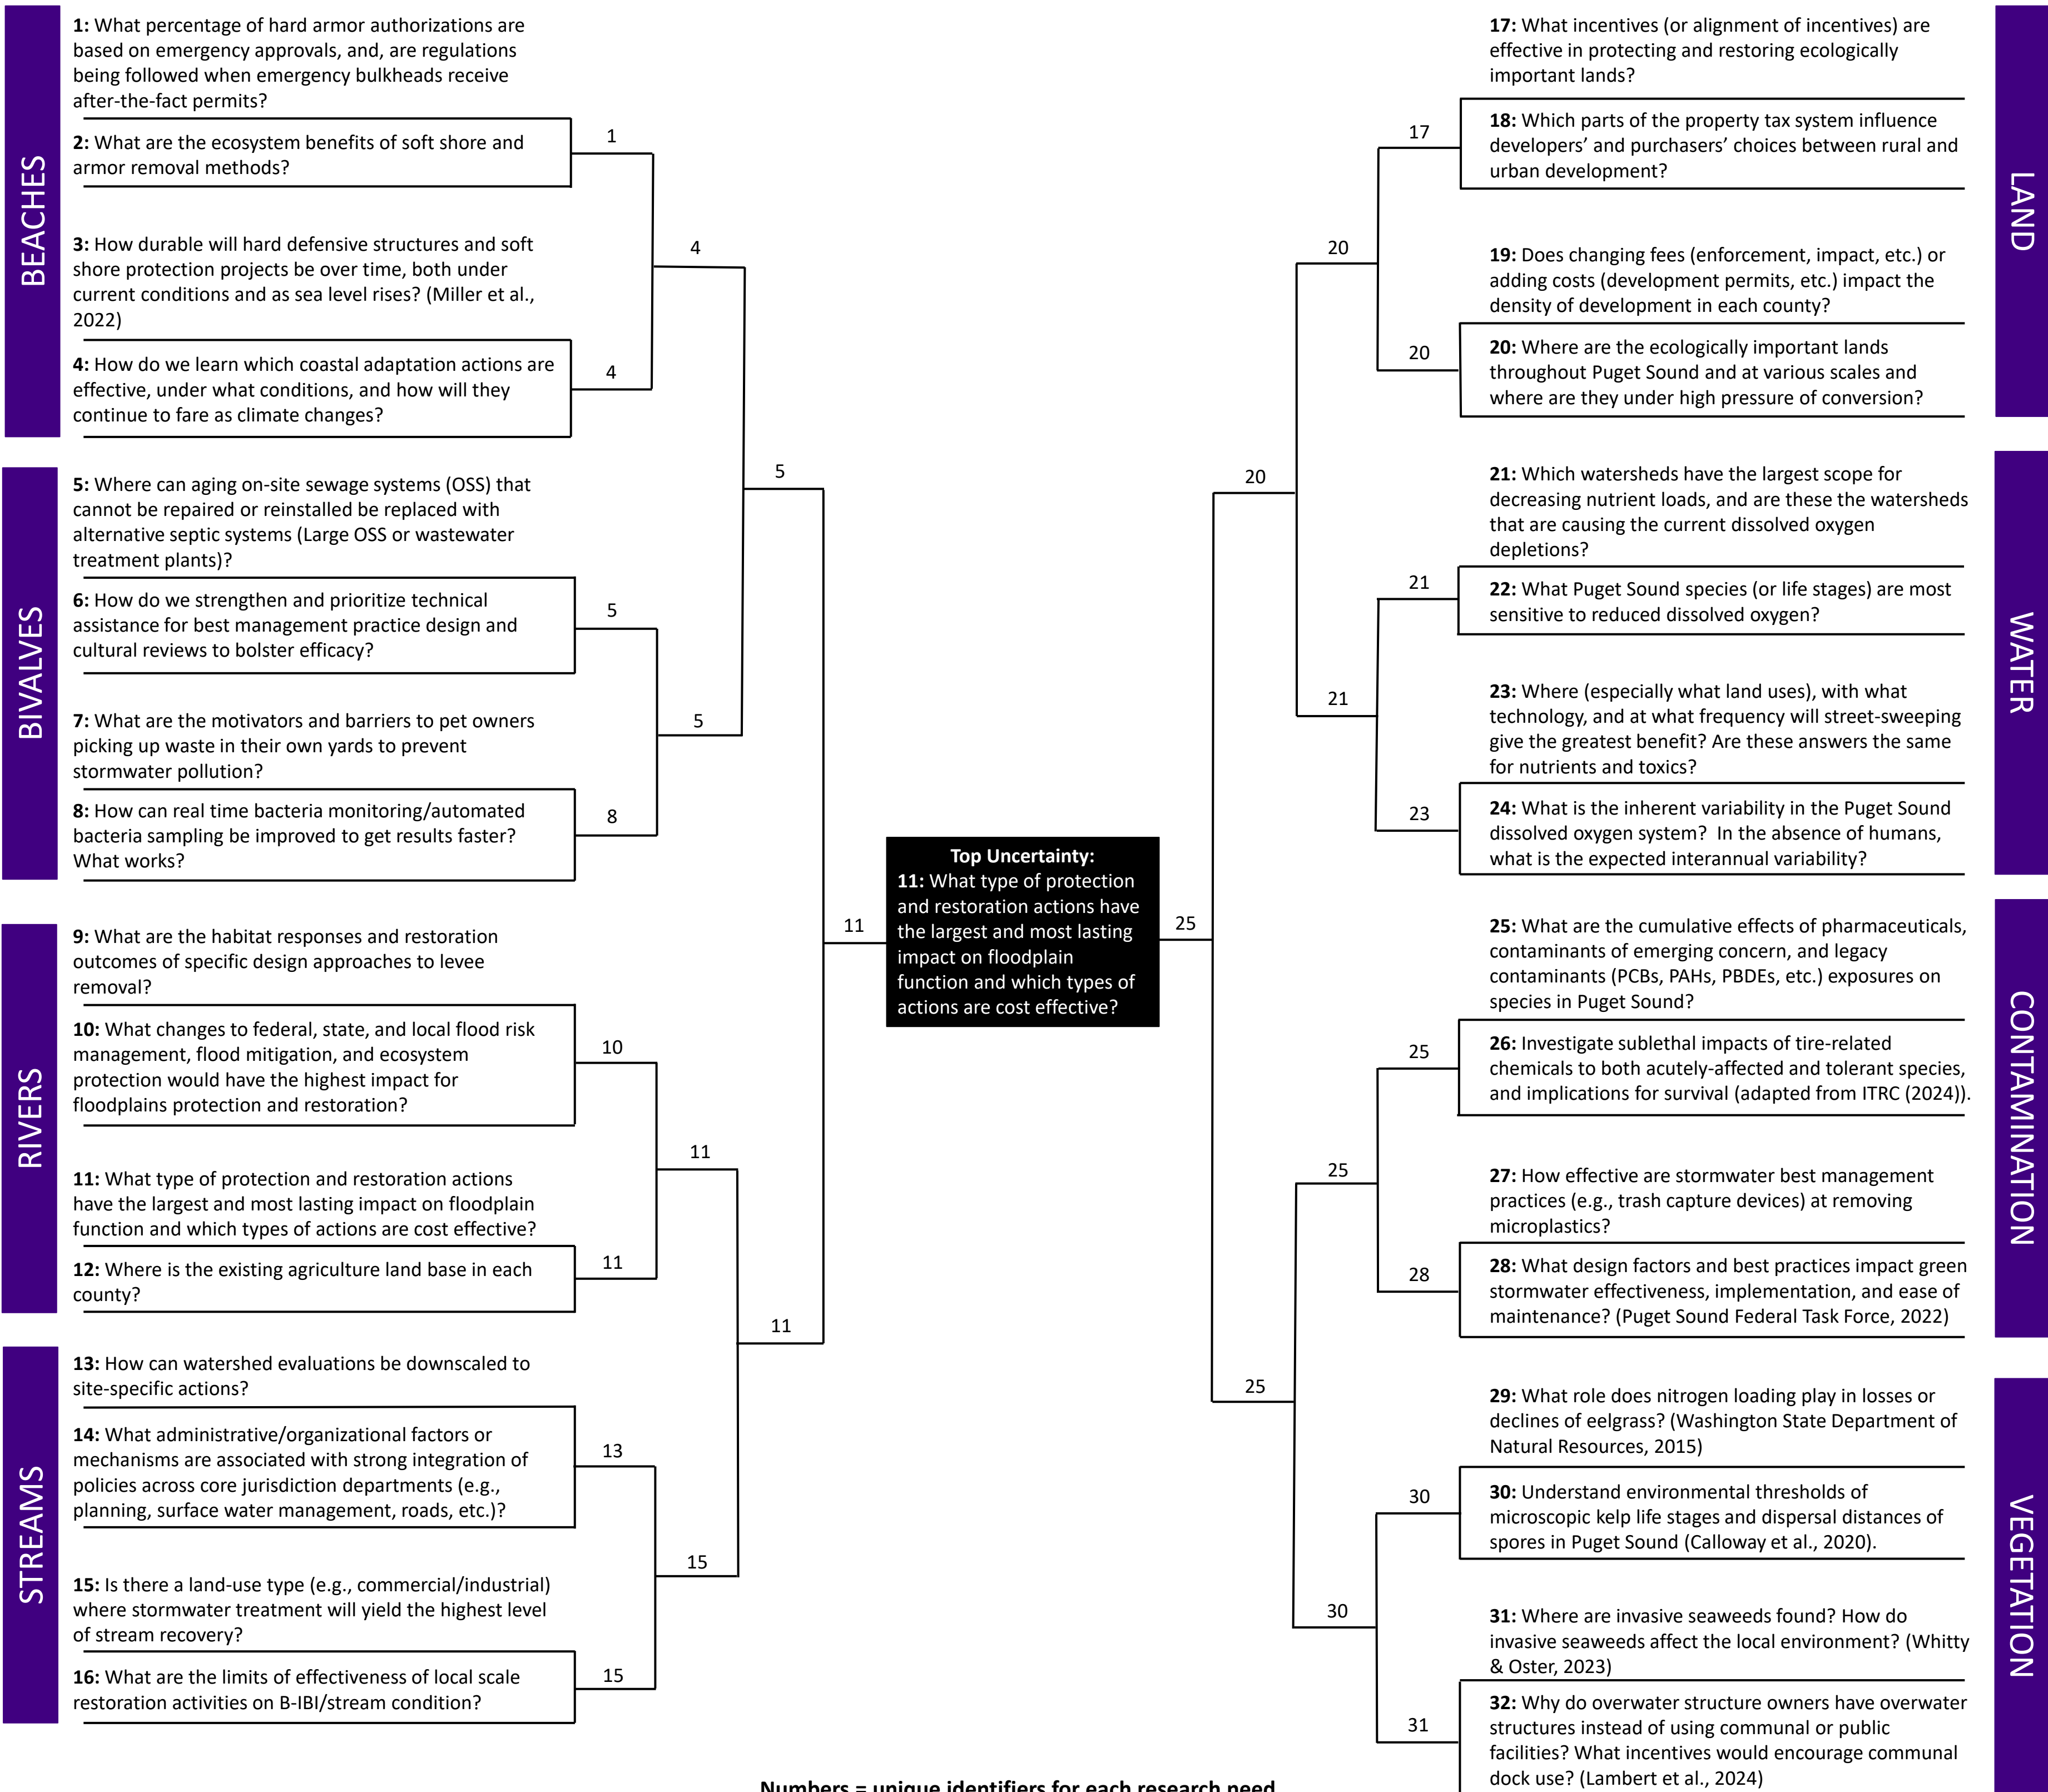 BEACHES
1: What percentage of hard armor authorizations are
based on emergency approvals, and, are regulations
being followed when emergency bulkheads receive
after-the-fact permits?
2: What are the ecosystem benefits of soft shore and
armor removal methods?
1
3: How durable will hard defensive structures and soft
shore protection projects be over time, both under
current conditions and as sea level rises? (Miller et al.,
2022)
4: How do we learn which coastal adaptation actions are
effective, under what conditions, and how will they
continue to fare as climate changes?
4
4
BIVALVES
5: Where can aging on-site sewage systems (OSS) that
cannot be repaired or reinstalled be replaced with
alternative septic systems (Large OSS or wastewater
treatment plants)?
6: How do we strengthen and prioritize technical
assistance for best management practice design and
cultural reviews to bolster efficacy?
5
7: What are the motivators and barriers to pet owners
picking up waste in their own yards to prevent
stormwater pollution?
8: How can real time bacteria monitoring/automated
bacteria sampling be improved to get results faster?
What works?
8
5
5
RIVERS
9: What are the habitat responses and restoration
outcomes of specific design approaches to levee
removal?
10: What changes to federal, state, and local flood risk
management, flood mitigation, and ecosystem
protection would have the highest impact for
floodplains protection and restoration?
10
11: What type of protection and restoration actions
have the largest and most lasting impact on floodplain
function and which types of actions are cost effective?
12: Where is the existing agriculture land base in each
county?
11
11
STREAMS
13: How can watershed evaluations be downscaled to
site-specific actions?
14: What administrative/organizational factors or
mechanisms are associated with strong integration of
policies across core jurisdiction departments (e.g.,
planning, surface water management, roads, etc.)?
13
15: Is there a land-use type (e.g., commercial/industrial)
where stormwater treatment will yield the highest level
of stream recovery?
16: What are the limits of effectiveness of local scale
restoration activities on B-IBI/stream condition?
15
15
11
11
Top Uncertainty:
11: What type of protection
and restoration actions have
the largest and most lasting
impact on floodplain
function and which types of
actions are cost effective?
25
LAND
17: What incentives (or alignment of incentives) are
effective in protecting and restoring ecologically
important lands?
17
18: Which parts of the property tax system influence
developers’ and purchasers’ choices between rural and
urban development?
20
19: Does changing fees (enforcement, impact, etc.) or
adding costs (development permits, etc.) impact the
density of development in each county?
20
20: Where are the ecologically important lands
throughout Puget Sound and at various scales and
where are they under high pressure of conversion?
20
WATER
21: Which watersheds have the largest scope for
decreasing nutrient loads, and are these the watersheds
that are causing the current dissolved oxygen
depletions?
21
22: What Puget Sound species (or life stages) are most
sensitive to reduced dissolved oxygen?
21
23: Where (especially what land uses), with what
technology, and at what frequency will street-sweeping
give the greatest benefit? Are these answers the same
for nutrients and toxics?
23
24: What is the inherent variability in the Puget Sound
dissolved oxygen system? In the absence of humans,
what is the expected interannual variability?
CONTAMINATION
25: What are the cumulative effects of pharmaceuticals,
contaminants of emerging concern, and legacy
contaminants (PCBs, PAHs, PBDEs, etc.) exposures on
species in Puget Sound?
25
26: Investigate sublethal impacts of tire-related
chemicals to both acutely-affected and tolerant species,
and implications for survival (adapted from ITRC (2024)).
25
27: How effective are stormwater best management
practices (e.g., trash capture devices) at removing
microplastics?
28
28: What design factors and best practices impact green
stormwater effectiveness, implementation, and ease of
maintenance? (Puget Sound Federal Task Force, 2022)
25
VEGETATION
29: What role does nitrogen loading play in losses or
declines of eelgrass? (Washington State Department of
Natural Resources, 2015)
30
30: Understand environmental thresholds of
microscopic kelp life stages and dispersal distances of
spores in Puget Sound (Calloway et al., 2020).
30
31: Where are invasive seaweeds found? How do
invasive seaweeds affect the local environment? (Whitty
& Oster, 2023)
31
32: Why do overwater structure owners have overwater
structures instead of using communal or public
facilities? What incentives would encourage communal
dock use? (Lambert et al., 2024)
Numbers = unique identifiers for each research need